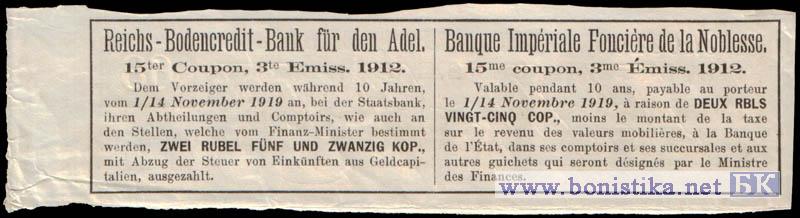 Reichs-Bodencredit-Bank für den Adel.
15ter Coupon, 3te Emiss. 1912.
Dem Vorzeiger werden während 10 Jahren,
vom 1/14 November 1919 an, bei der Staatsbank,
ihren Abtheilungen und Comptoirs, wie auch an
den Stellen, welche vom Finanz-Minister bestimmt
werden, ZWEI RUBEL FÜNF UND ZWANZIG KOP.,
mit Abzug der Steuer von Einkünften aus Geldcapi-
talien, ausgezahlt.
Banque Impériale Foncière de la Noblesse.
15me coupon, 3me Émiss. 1912.
Valable pendant 10 ans, payable au porteur
le 1/14 Novembre 1919, à raison de DEUX RBLS
VINGT-CINQ COP., moins le montant de la taxe
sur le revenu des valeurs mobilières, à la Banque
de l'État, dans ses comptoirs et ses succursales et aux
autres guichets qui seront désignés par le Ministre
des Finances.
www.bonistika.net БК